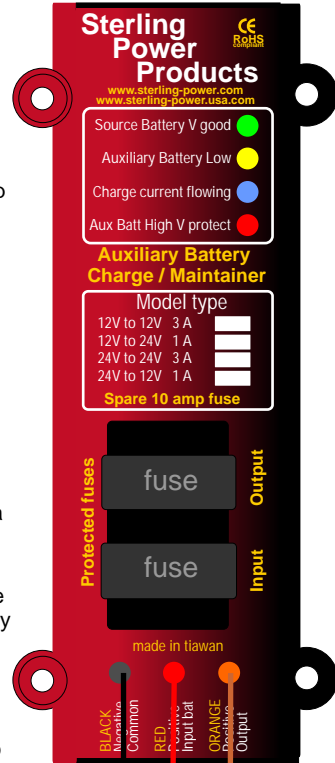 Sterling
Power
Products
CE
RoHS
compliant
www.sterling-power.com
www.sterling-power.usa.com
Source Battery V good
Auxiliary Battery Low
Charge current flowing
Aux Batt High V protect
Auxiliary Battery
Charge / Maintainer
Model type
12V to 12V 3 A
12V to 24V 1 A
24V to 24V 3 A
24V to 12V 1 A
Spare 10 amp fuse
Protected fuses
fuse
Output
fuse
Input
made in tiawan
BLACK
Negative
Common
RED
Positive
Input bat
ORANGE
Positive
Output